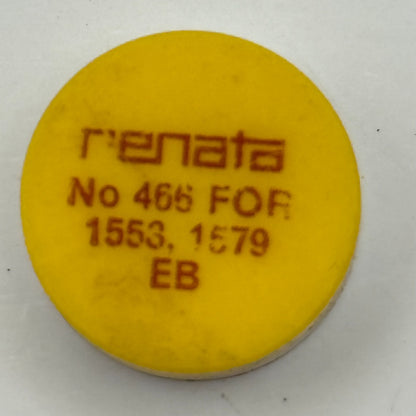 renata
No 466 FOR
1553, 1579
EB